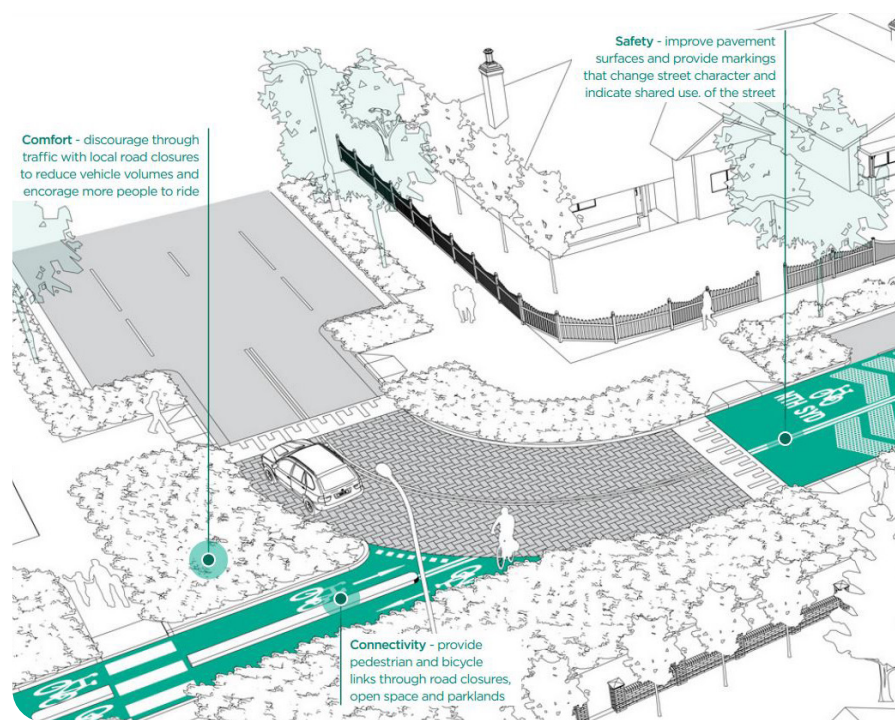 Safety - improve pavement
surfaces and provide markings
that change street character and
indicate shared use. of the street
Comfort - discourage through
traffic with local road closures
to reduce vehicle volumes and
encorage more people to ride
Connectivity - provide
pedestrian and bicycle
links through road closures,
open space and parklands